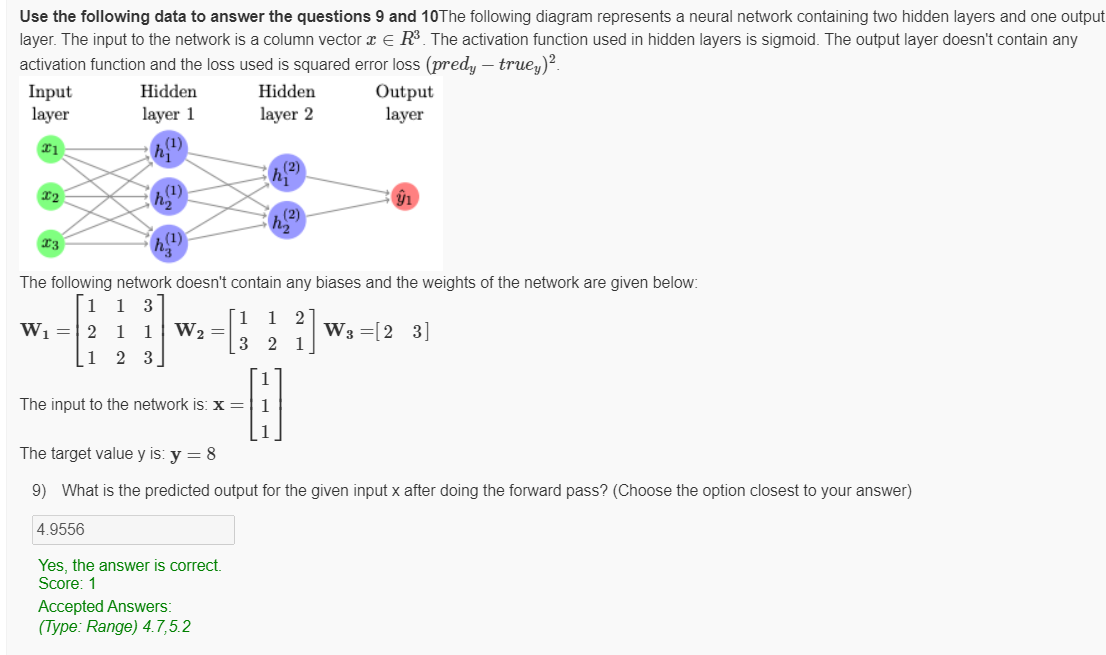 Use the following data to answer the questions 9 and 10The following diagram represents a neural network containing two hidden layers and one output
layer. The input to the network is a column vector x ∈ R³. The activation function used in hidden layers is sigmoid. The output layer doesn't contain any
activation function and the loss used is squared error loss (pred_y − true_y)².
Input Hidden Hidden Output
layer layer 1 layer 2 layer
x₁ h₁⁽¹⁾
h₁⁽²⁾
x₂ h₂⁽¹⁾ ŷ₁
h₂⁽²⁾
x₃ h₃⁽¹⁾
The following network doesn't contain any biases and the weights of the network are given below:
W₁ = [1 1 3; 2 1 1; 1 2 3] W₂ = [1 1 2; 3 2 1] W₃ =[2 3]
The input to the network is: x = [1; 1; 1]
The target value y is: y = 8
9) What is the predicted output for the given input x after doing the forward pass? (Choose the option closest to your answer)
4.9556
Yes, the answer is correct.
Score: 1
Accepted Answers:
(Type: Range) 4.7,5.2